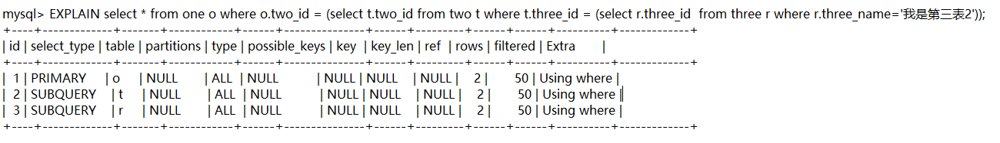 mysql> EXPLAIN select * from one o where o.two_id = (select t.two_id from two t where t.three_id = (select r.three_id  from three r where r.three_name='我是第三表2'));
+----+-------------+-------+------------+------+---------------+------+---------+------+------+----------+-------------+
| id | select_type | table | partitions | type | possible_keys | key  | key_len | ref  | rows | filtered | Extra       |
+----+-------------+-------+------------+------+---------------+------+---------+------+------+----------+-------------+
|  1 | PRIMARY     | o     | NULL       | ALL  | NULL          | NULL | NULL    | NULL |    2 |       50 | Using where |
|  2 | SUBQUERY    | t     | NULL       | ALL  | NULL          | NULL | NULL    | NULL |    2 |       50 | Using where |
|  3 | SUBQUERY    | r     | NULL       | ALL  | NULL          | NULL | NULL    | NULL |    2 |       50 | Using where |
+----+-------------+-------+------------+------+---------------+------+---------+------+------+----------+-------------+